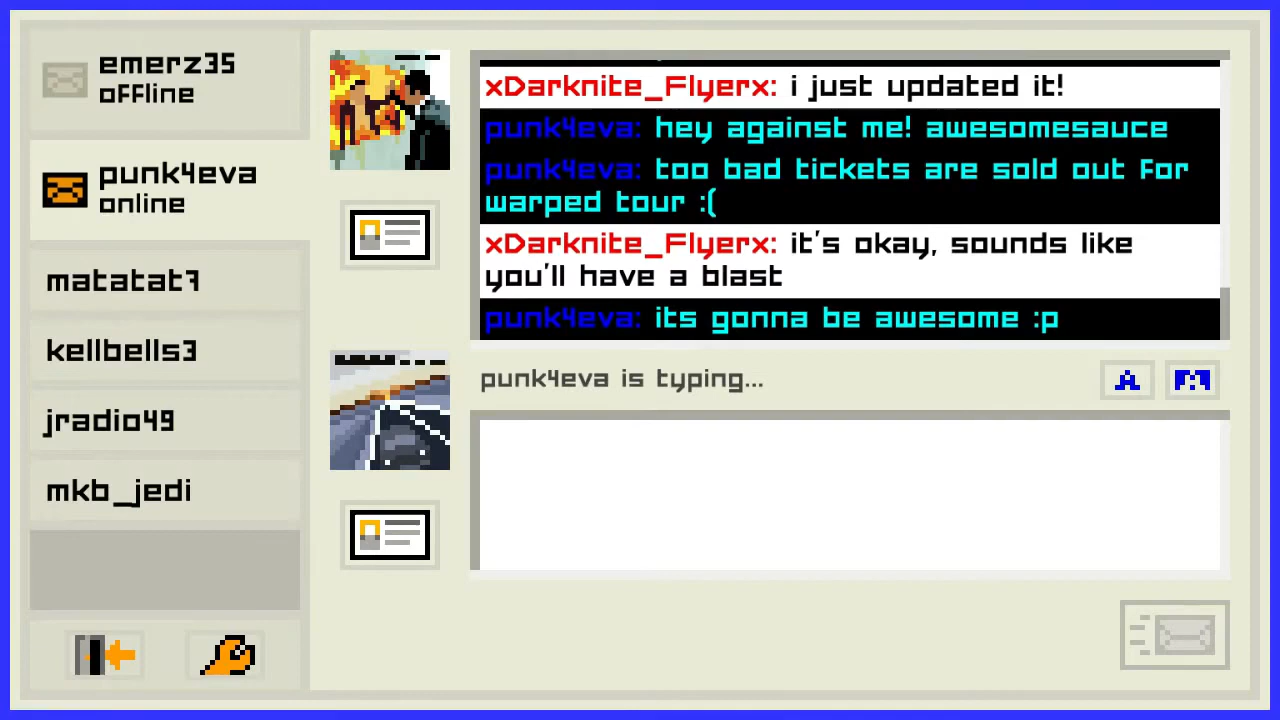 emerz35
offline
punk4eva
online
matatat7
kellbells3
jradio49
mkb_jedi
xDarknite_Flyerx: i just updated it!
punk4eva: hey against me! awesomesauce
punk4eva: too bad tickets are sold out for
warped tour :(
xDarknite_Flyerx: it's okay, sounds like
you'll have a blast
punk4eva: its gonna be awesome :p
punk4eva is typing...
A